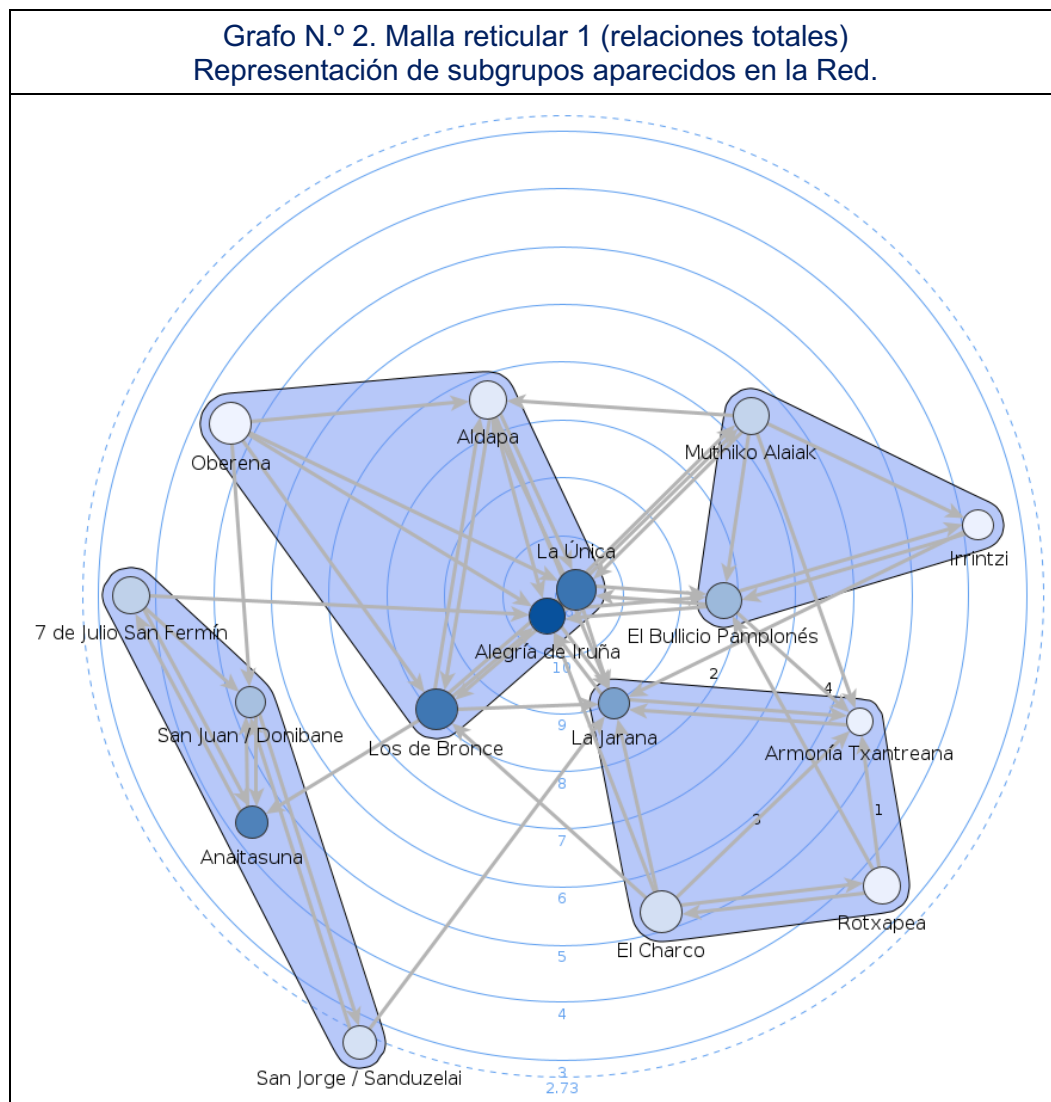 Grafo N.º 2. Malla reticular 1 (relaciones totales)
Representación de subgrupos aparecidos en la Red.
Oberena
Aldapa
Muthiko Alaiak
Irrintzi
La Única
7 de Julio San Fermín
El Bullicio Pamplonés
Alegría de Iruña
10
2
4
San Juan / Donibane
Los de Bronce
9
La Jarana
Armonía Txantreana
8
3
1
7
Anaitasuna
6
Rotxapea
El Charco
5
4
3
San Jorge / Sanduzelai
2.73